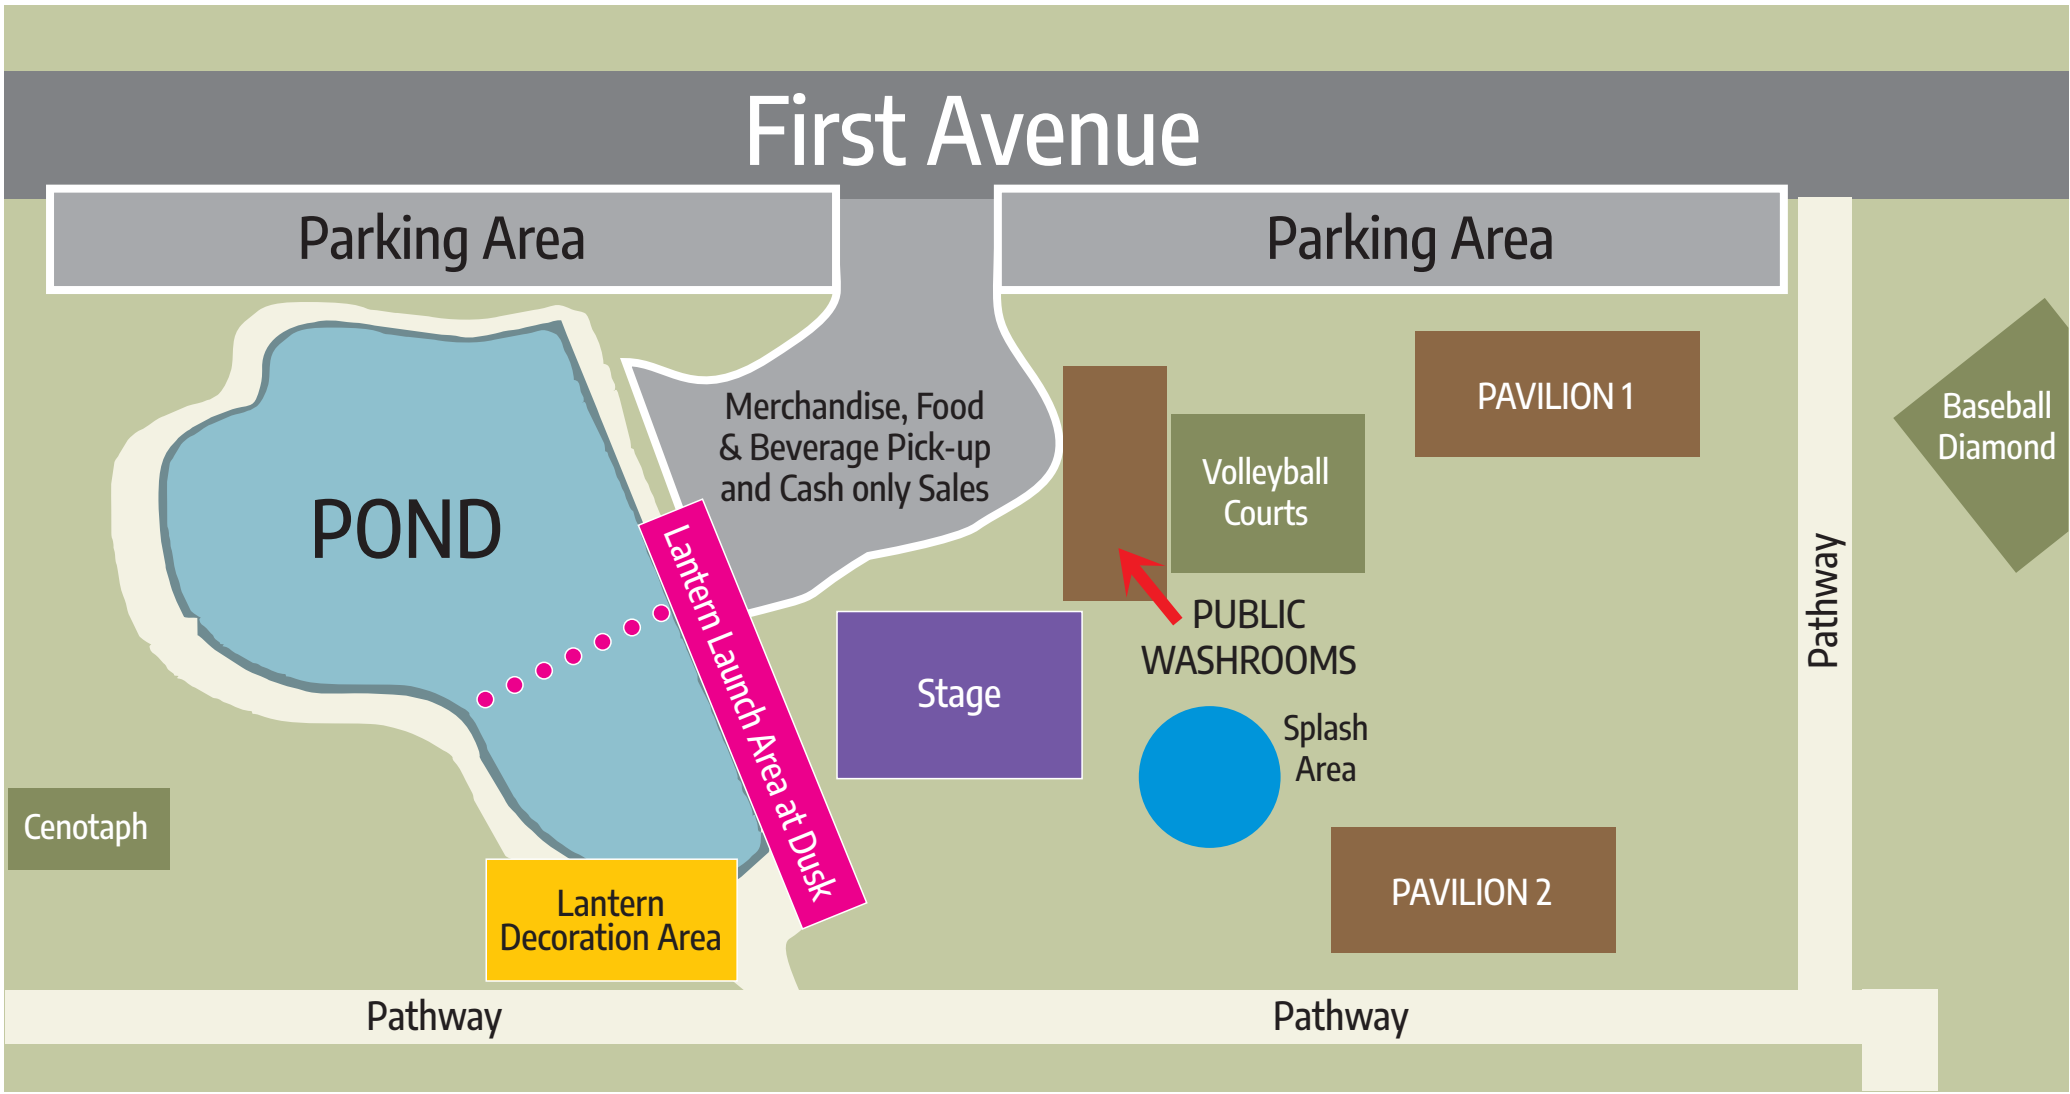 First Avenue
Parking Area
Parking Area
Merchandise, Food
& Beverage Pick-up
and Cash only Sales
PAVILION 1
Baseball
Diamond
Volleyball
Courts
POND
Lantern Launch Area at Dusk
PUBLIC
WASHROOMS
Pathway
Stage
Splash
Area
Cenotaph
PAVILION 2
Lantern
Decoration Area
Pathway
Pathway